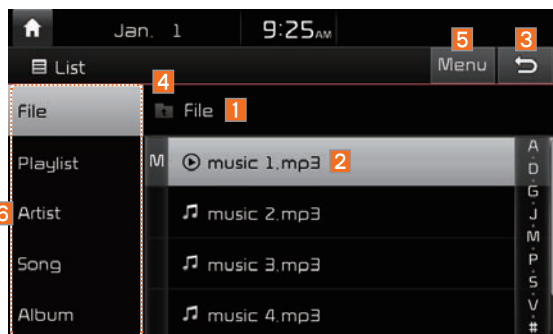 Jan. 1 9:25AM
5 3
List Menu
4
File File 1
Playlist M music 1.mp3 2
6 Artist music 2.mp3
Song music 3.mp3
Album music 4.mp3
A
D
G
J
M
P
S
V
#